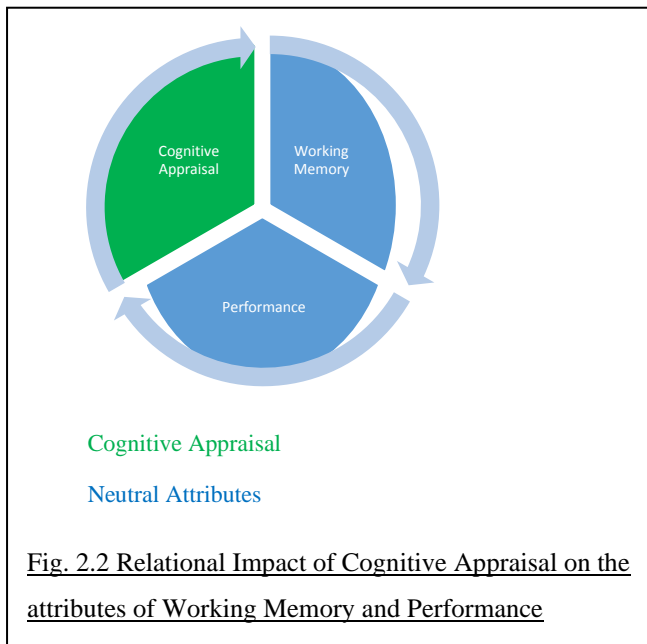 Cognitive
Appraisal
Working
Memory
Performance
Cognitive Appraisal
Neutral Attributes
Fig. 2.2 Relational Impact of Cognitive Appraisal on the
attributes of Working Memory and Performance